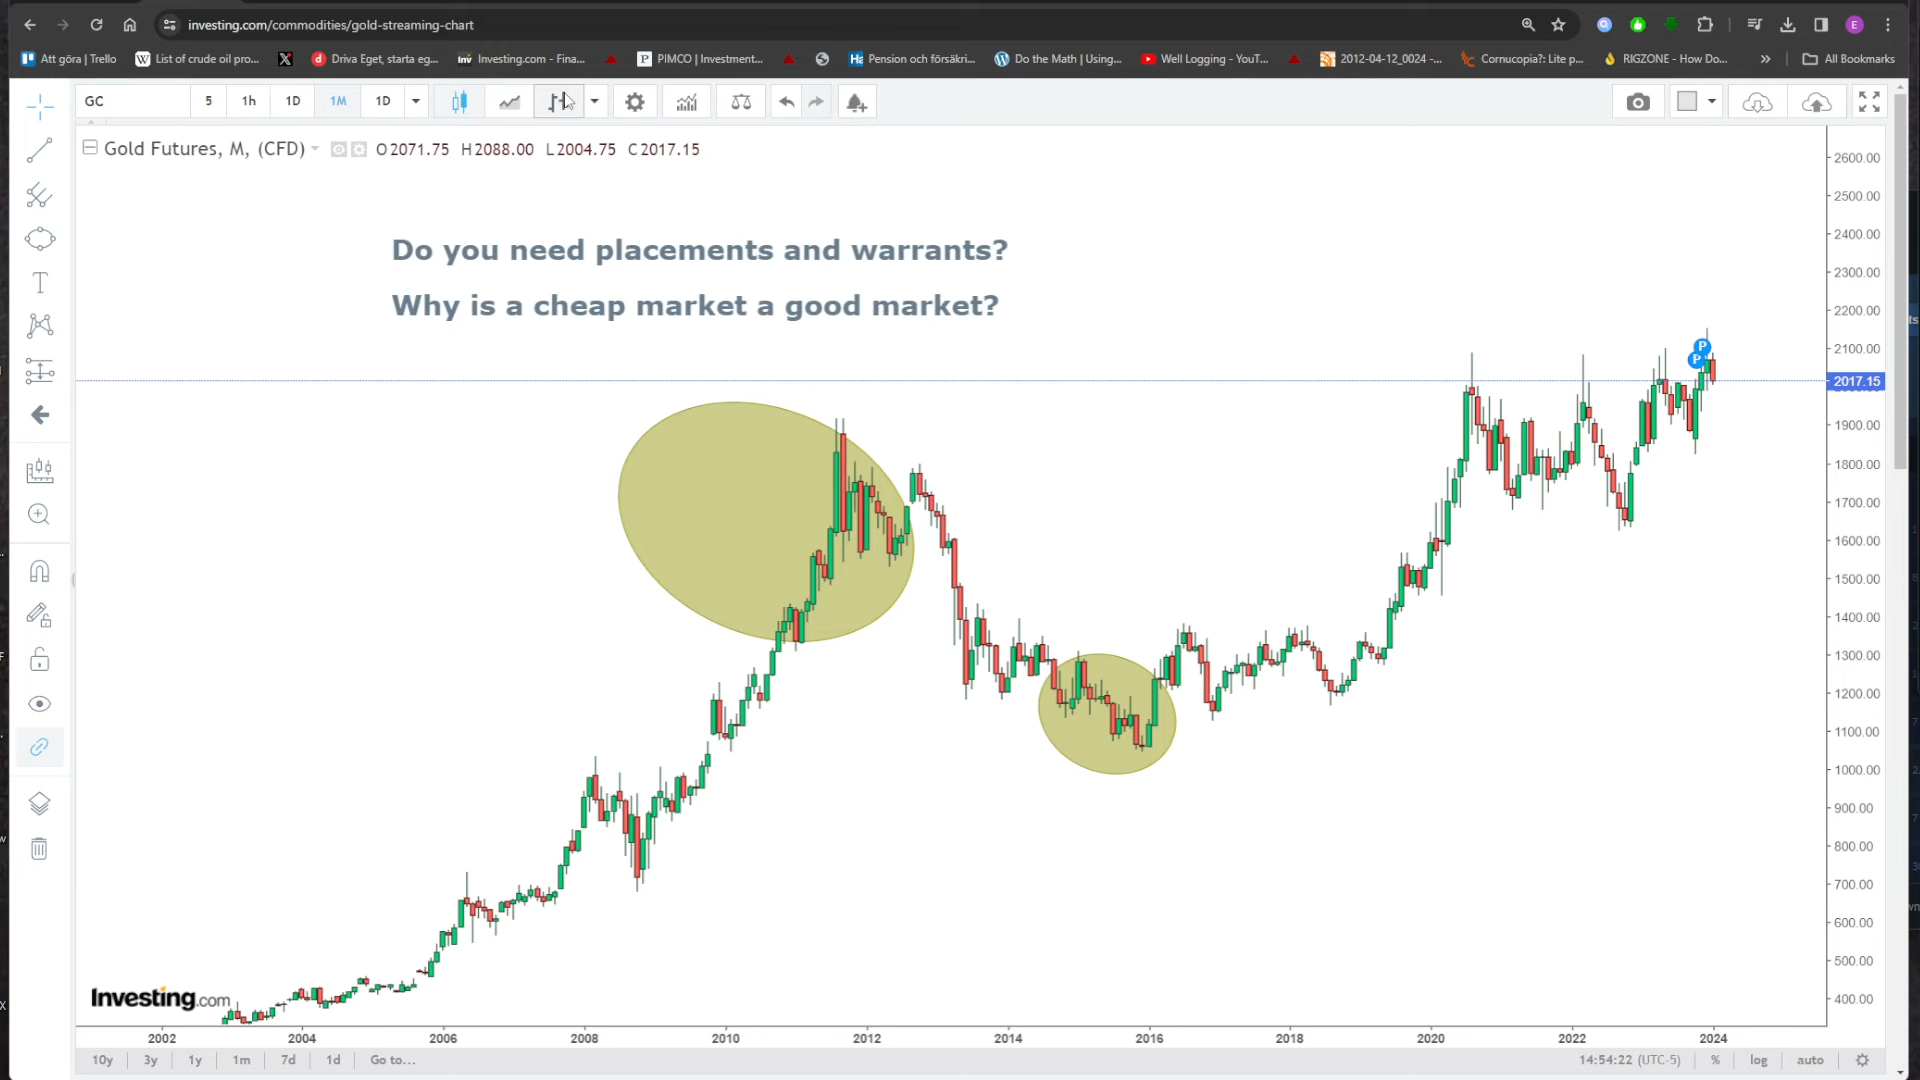 investing.com/commodities/gold-streaming-chart
Att göra | Trello
List of crude oil pro...
Driva Eget, starta eg...
Investing.com - Fina...
PIMCO | Investment...
Pension och försäkri...
Do the Math | Using...
Well Logging – YouT...
2012-04-12_0024 -...
Cornucopia?: Lite p...
RIGZONE - How Do...
»
All Bookmarks
GC
5
1h
1D
1M
1D
Gold Futures, M, (CFD)
O2071.75 H2088.00 L2004.75 C2017.15
Do you need placements and warrants?
Why is a cheap market a good market?
P
P
2600.00
2500.00
2400.00
2300.00
2200.00
2100.00
2017.15
1900.00
1800.00
1700.00
1600.00
1500.00
1400.00
1300.00
1200.00
1100.00
1000.00
900.00
800.00
700.00
600.00
500.00
400.00
Investing.com
2002 2004 2006 2008 2010 2012 2014 2016 2018 2020 2022 2024
10y 3y 1y 1m 7d 1d Go to...
14:54:22 (UTC-5) % log auto